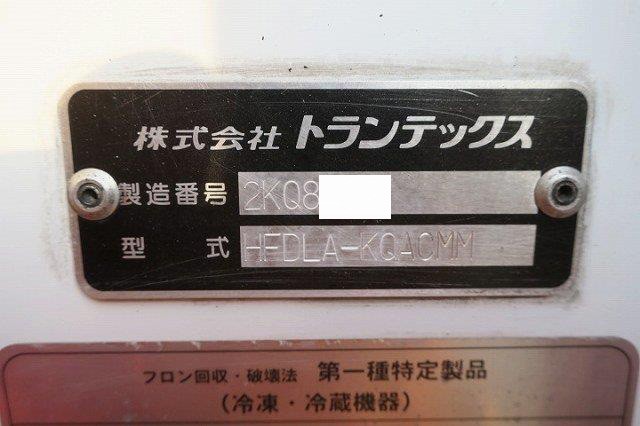 株式会社 トランテックス
製造番号 2KQ8
型式 HFDLA-KQACMM
フロン回収・破壊法 第一種特定製品
（冷凍・冷蔵機器）